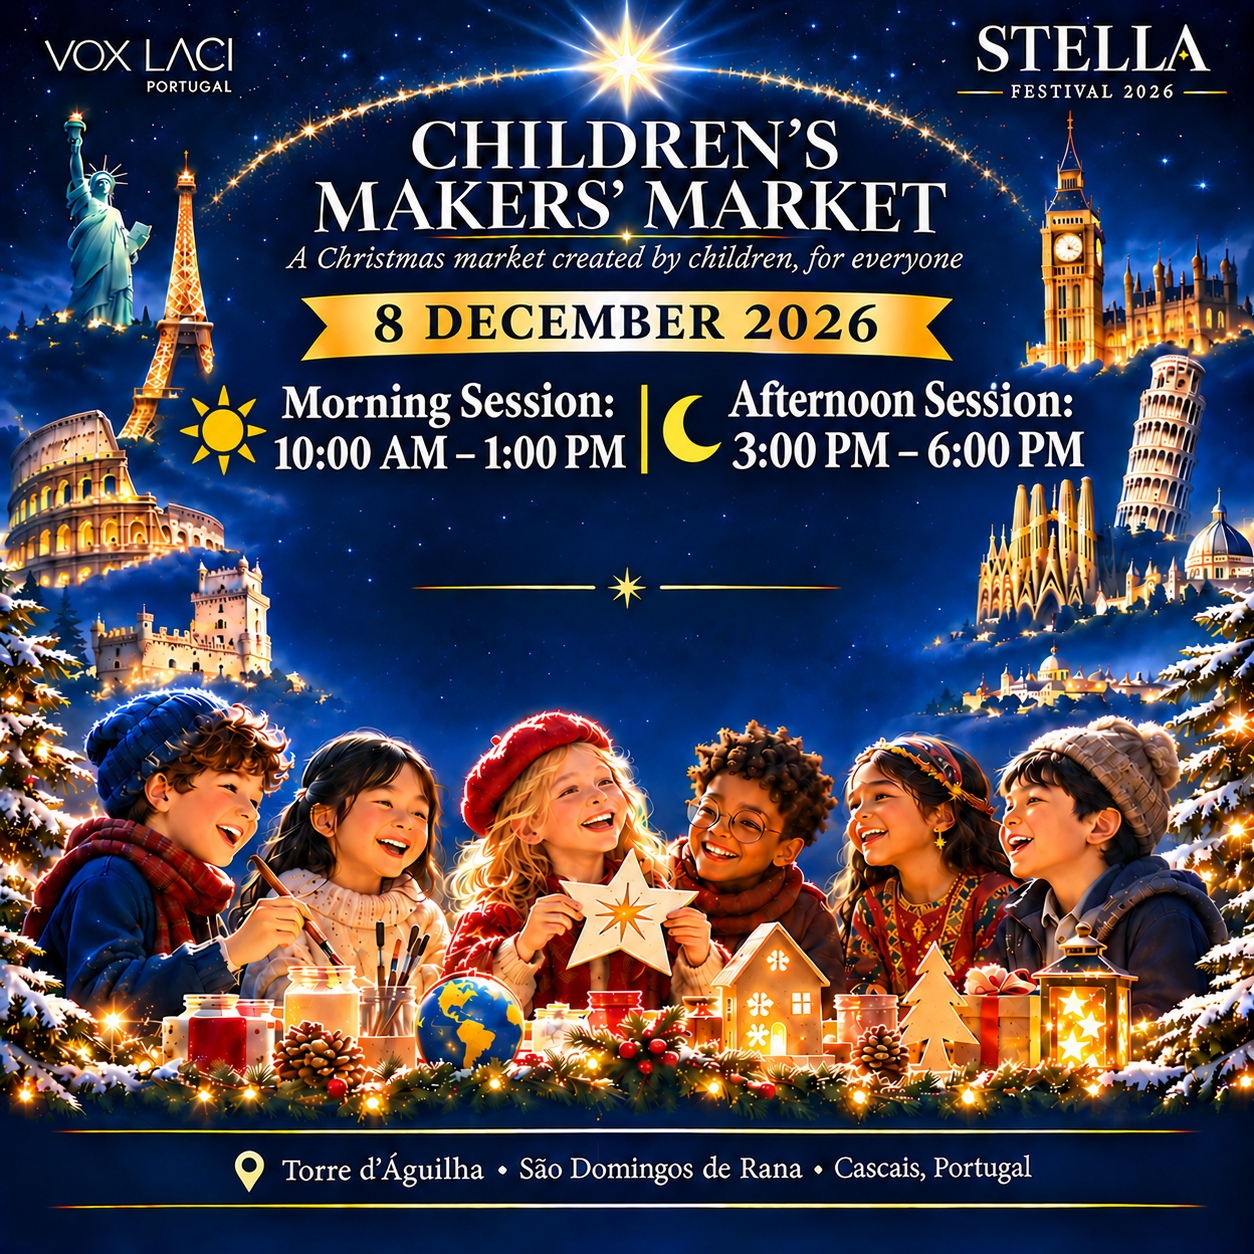 VOX LACI
PORTUGAL
STELLA
FESTIVAL 2026
CHILDREN'S
MAKERS' MARKET
A Christmas market created by children, for everyone
8 DECEMBER 2026
Morning Session:
10:00 AM – 1:00 PM
Afternoon Session:
3:00 PM – 6:00 PM
Torre d'Águilha • São Domingos de Rana • Cascais, Portugal